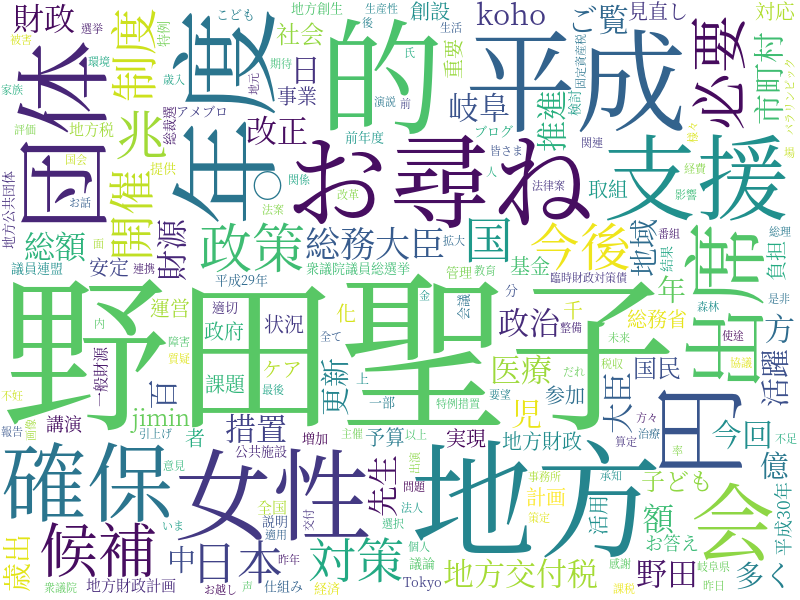 野田聖子
地方
平成
年度
お尋ね
支援
女性
確保
的
団体
出席
円
会
候補
今後
政策
必要
制度
兆
開催
対策
国
中
日本
総務大臣
地方交付税
財政
koho
ご覧
見直し
対応
創設
地方創生
こども
社会
日
事業
改正
岐阜
推進
市町村
重要
取組
地域
負担
年
方
活躍
総額
財源
安定
運営
基金
化
千
政治
総務省
医療
児
大臣
国民
参加
今回
億
額
子ども
お答え
多く
野田
計画
活用
地方財政
実現
予算
先生
措置
者
更新
百
jimin
講演
歳出
状況
政府
課題
ケア
適切
最後
一般財源
地方財政計画
仕組み
説明
全国
公共施設
増加
地方税
地方公共団体
議員連盟
前年度
平成29年
平成30年
衆議院議員総選挙
臨時財政対策債
固定資産税
パラリンピック
総裁選
アメブロ
ブログ
皆さま
法律案
生産性
演説
検討
期待
特例
歳入
選挙
被害
環境
家族
評価
国会
お話
提供
法案
関係
改革
拡大
影響
経費
関連
様々
番組
総理
結果
管理
教育
会議
整備
特例措置
要望
未来
税収
森林
使途
是非
協議
方々
算定
治療
不足
率
岐阜県
昨日
感謝
課税
事務所
策定
承知
選択
個人
法人
議論
問題
出演
以上
主催
交付
適用
昨年
お越し
声
経済
Tokyo
衆議院
いま
意見
引上げ
報告
画像
不妊
障害
質疑
連携
全て
一部
だれ
生活
地元